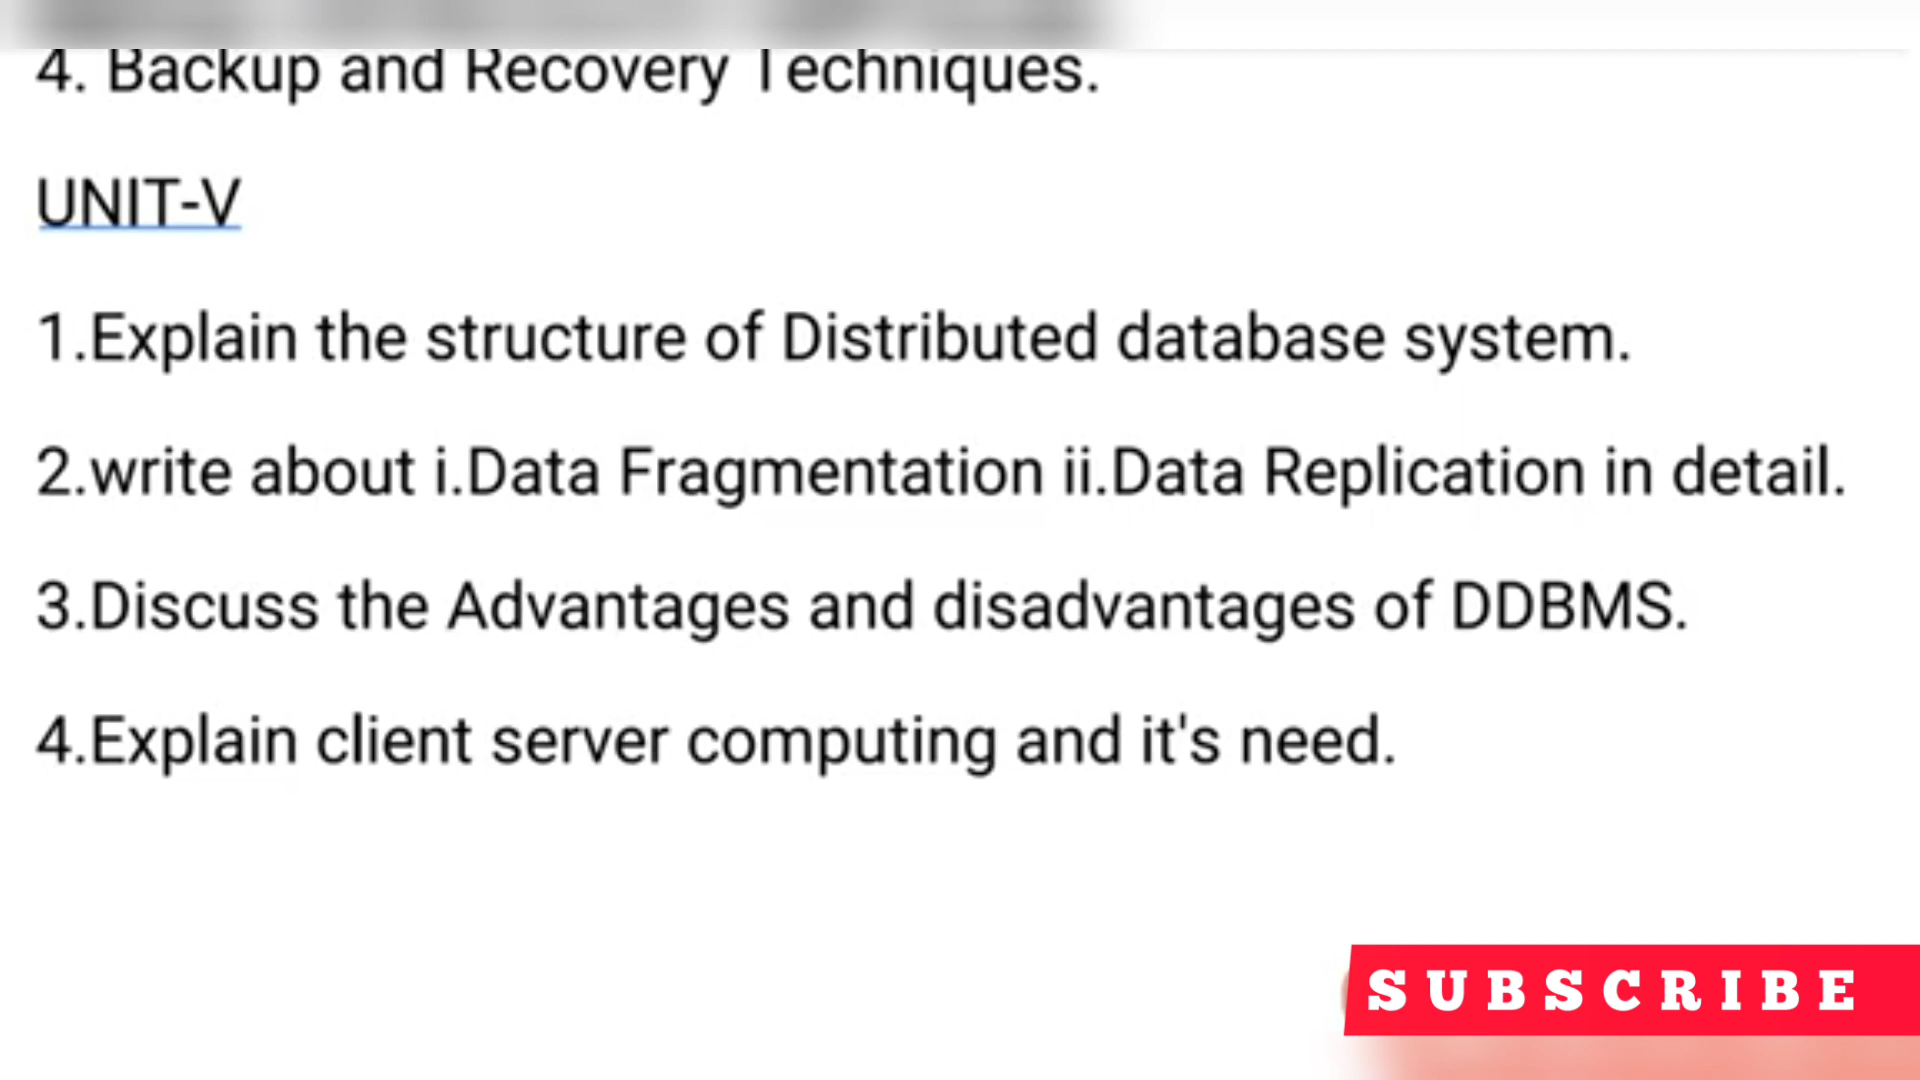 4. Backup and Recovery Techniques.
UNIT-V
1.Explain the structure of Distributed database system.
2.write about i.Data Fragmentation ii.Data Replication in detail.
3.Discuss the Advantages and disadvantages of DDBMS.
4.Explain client server computing and it's need.
SUBSCRIBE